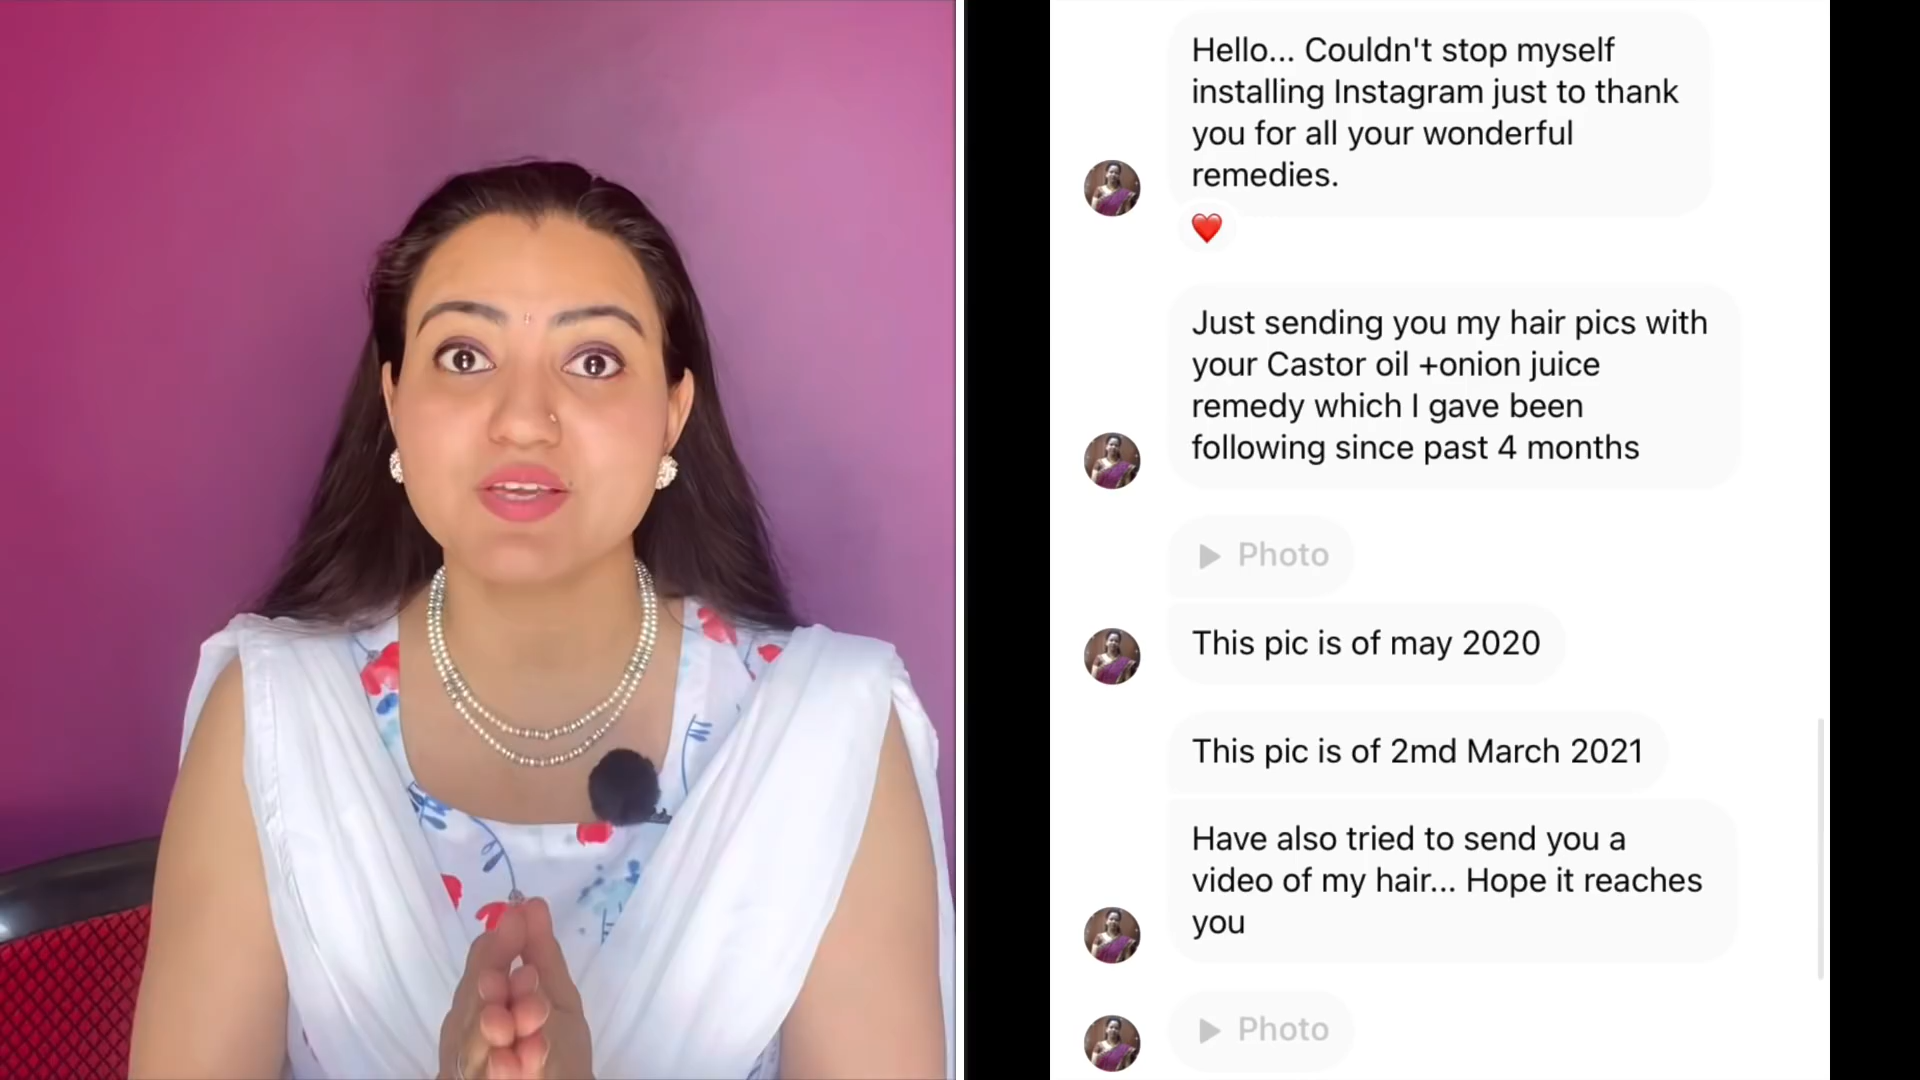 Hello... Couldn't stop myself
installing Instagram just to thank
you for all your wonderful
remedies.
Just sending you my hair pics with
your Castor oil +onion juice
remedy which I gave been
following since past 4 months
Photo
This pic is of may 2020
This pic is of 2md March 2021
Have also tried to send you a
video of my hair... Hope it reaches
you
Photo